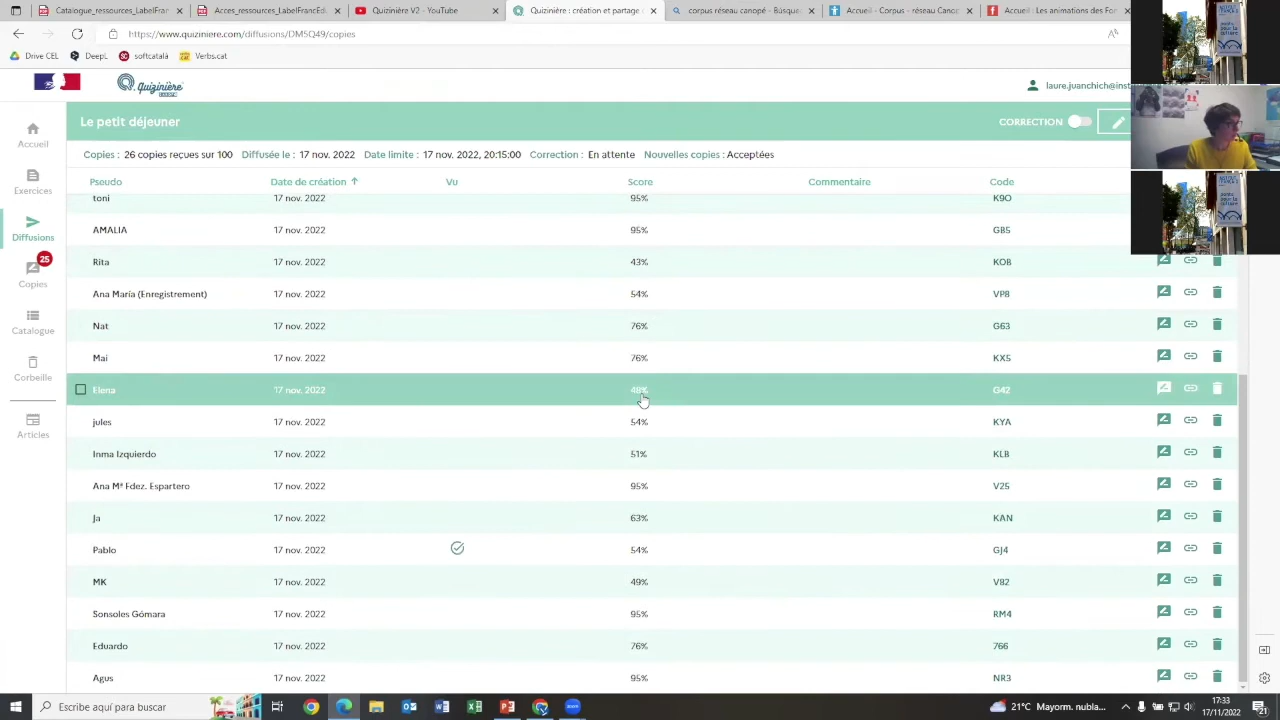 Catalogue_ressources_LabelFranc
Acces_ressources_LabelFranceEd
Quizinière V2 - YouTube
Quizinière : création et partage
corpus réseau canopé - Búsque
Accueil - Corpus - réseau Canop
Accueil : Les animations des Fon
https://www.quiziniere.com/diffusions/DM5Q49/copies
Drive CEL
DeepL
softcatalà
Verbs.cat
Quizinière
laure.juanchich@inst
Le petit déjeuner
CORRECTION
Copies : 26 copies reçues sur 100 Diffusée le : 17 nov. 2022 Date limite : 17 nov. 2022, 20:15:00 Correction : En attente Nouvelles copies : Acceptées
Accueil
Exercices
Diffusions
25
Copies
Catalogue
Corbeille
Articles
Pseudo Date de création Vu Score Commentaire Code
toni 17 nov. 2022 95% K9O
AMALIA 17 nov. 2022 95% GB5
Rita 17 nov. 2022 43% KOB
Ana María (Enregistrement) 17 nov. 2022 54% VP8
Nat 17 nov. 2022 76% G63
Mai 17 nov. 2022 76% KX5
Elena 17 nov. 2022 48% G42
jules 17 nov. 2022 54% KYA
Inma Izquierdo 17 nov. 2022 51% KLB
Ana Mª Fdez. Espartero 17 nov. 2022 95% V25
Ja 17 nov. 2022 63% KAN
Pablo 17 nov. 2022 54% GJ4
MK 17 nov. 2022 49% V82
Sonsoles Gómara 17 nov. 2022 95% RM4
Eduardo 17 nov. 2022 76% 766
Agus 17 nov. 2022 95% NR3
Escribe aquí para buscar
21°C Mayorm. nubla...
17:33
17/11/2022
21